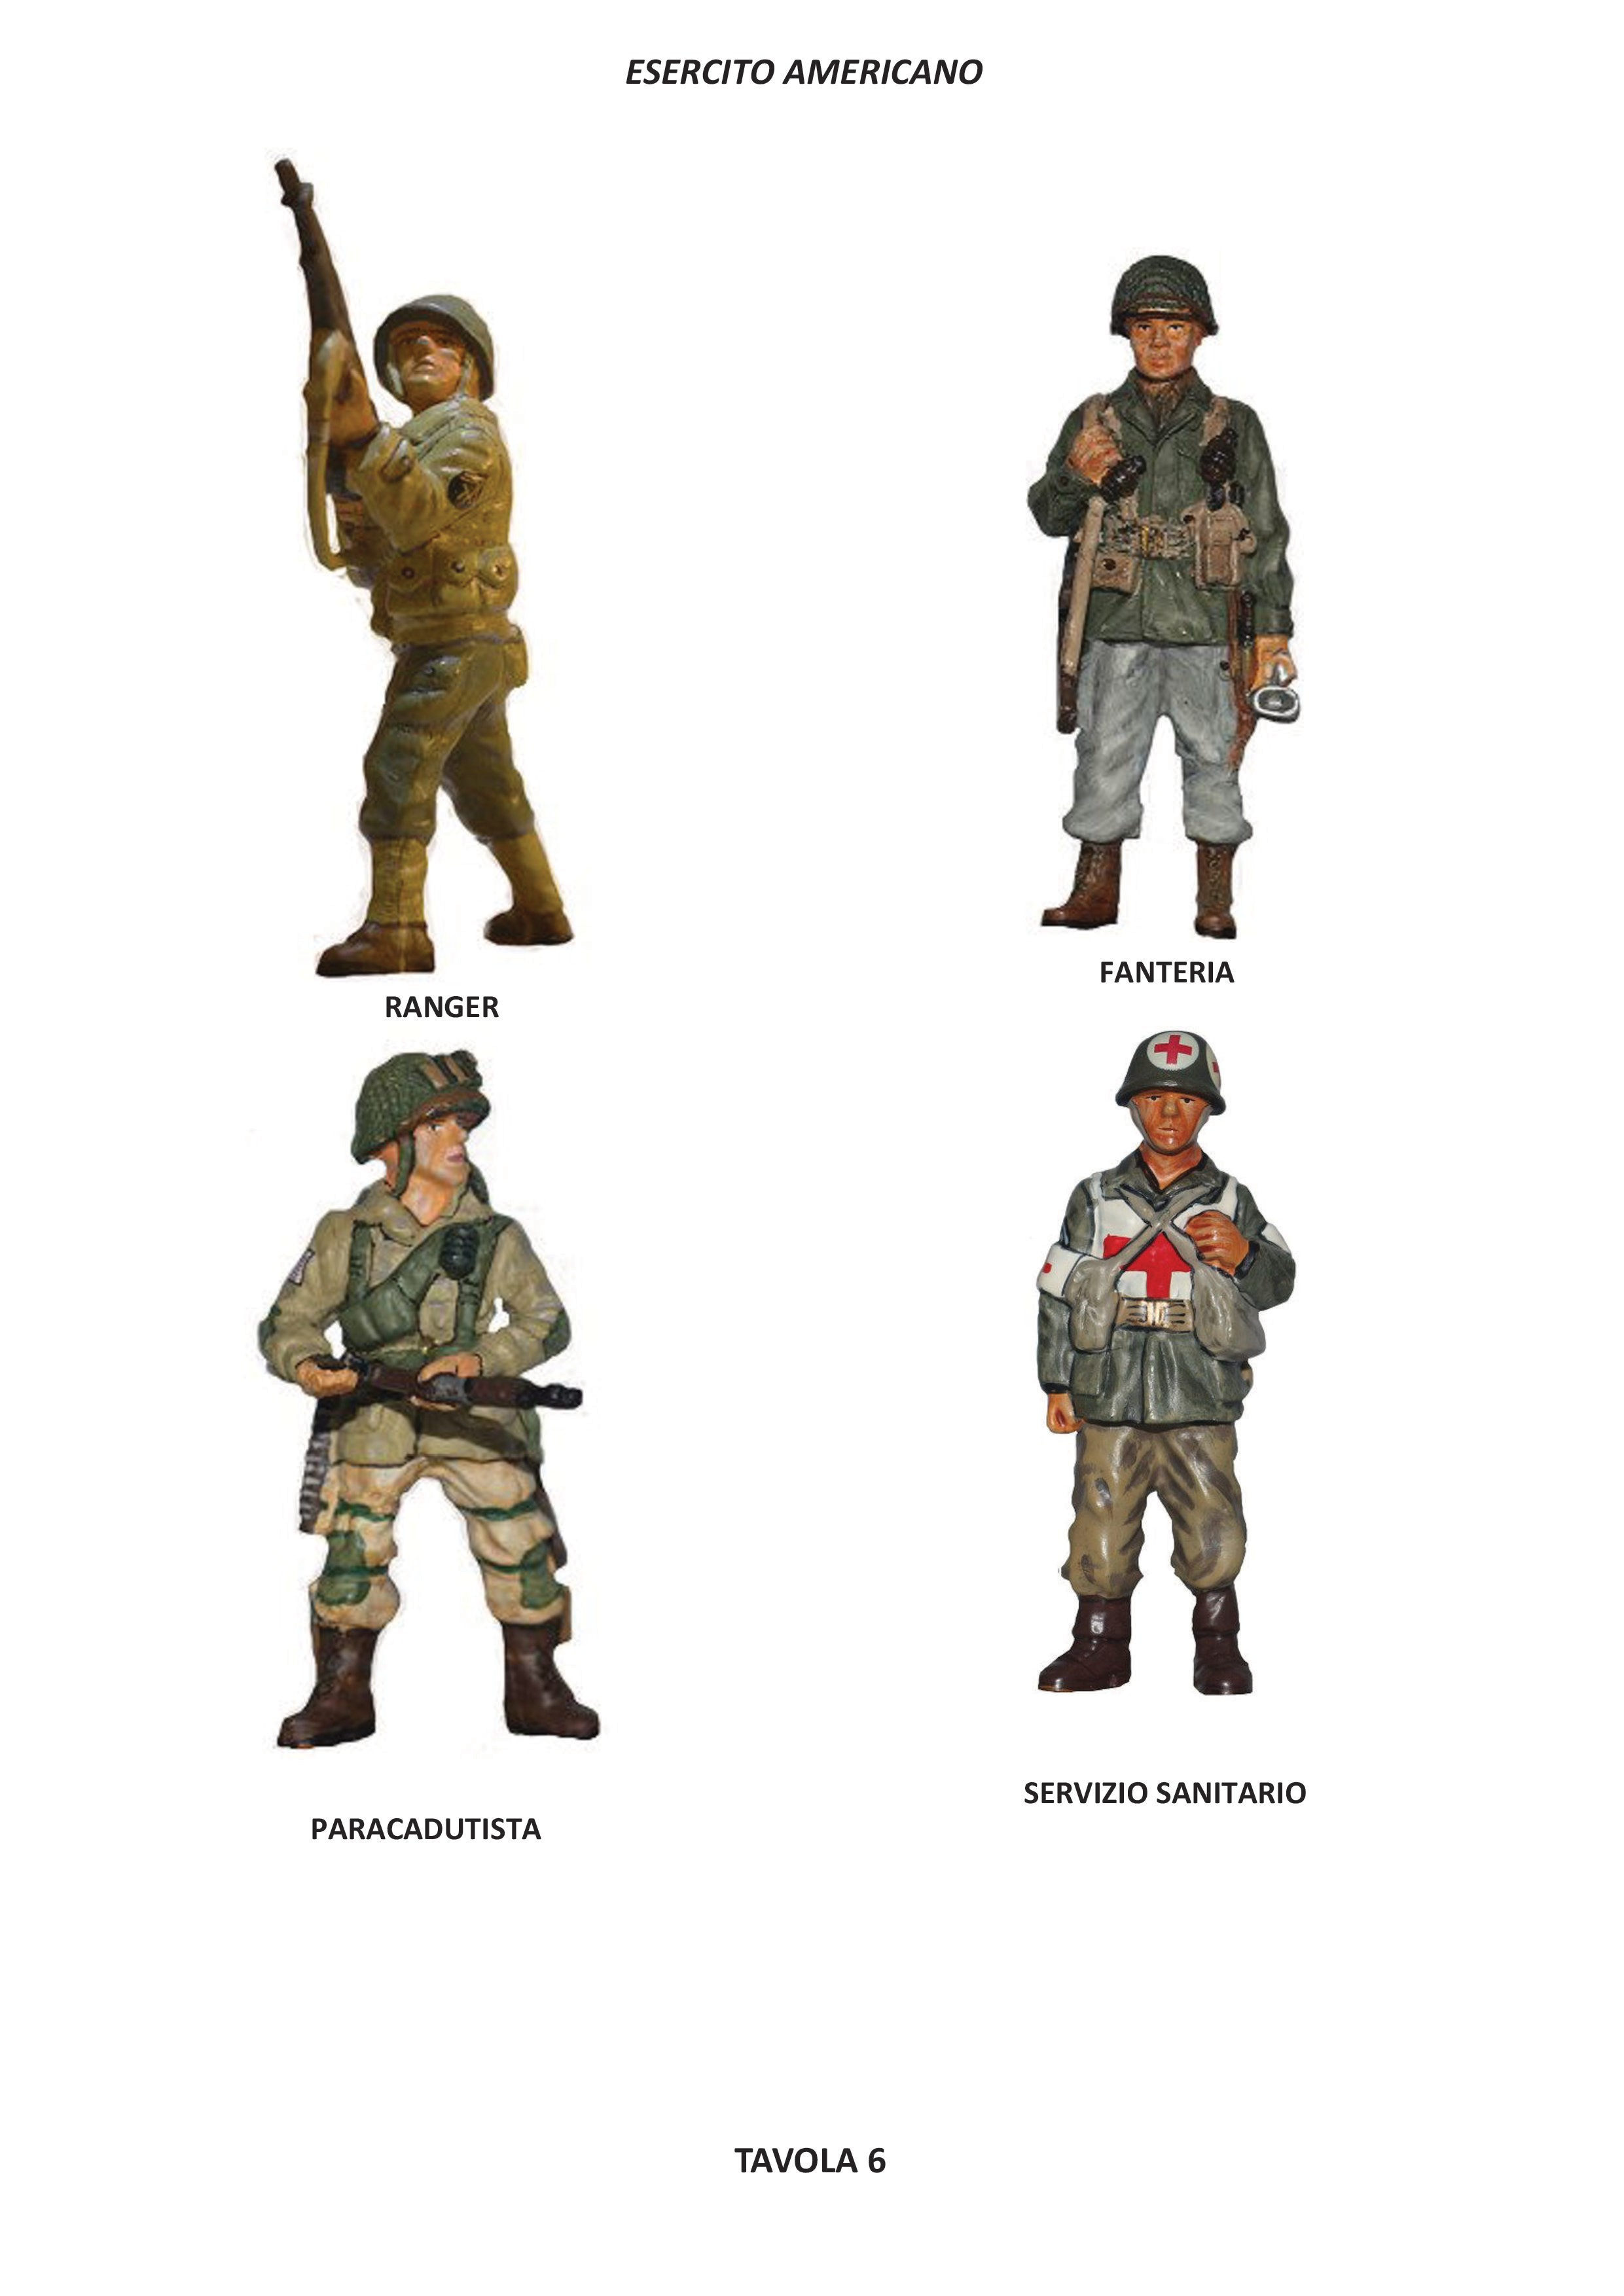 ESERCITO AMERICANO
FANTERIA
RANGER
SERVIZIO SANITARIO
PARACADUTISTA
TAVOLA 6